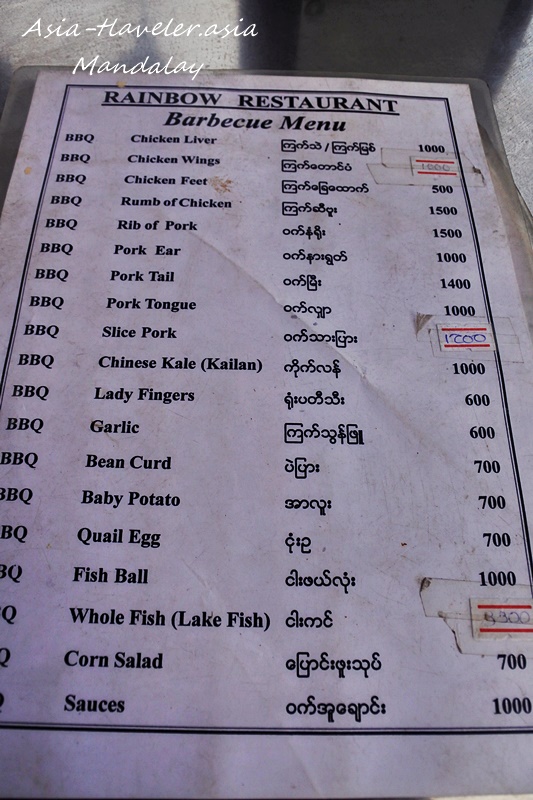 Asia-Haveler.asia
Mandalay
RAINBOW RESTAURANT
Barbecue Menu
BBQ Chicken Liver ကြက်သဲ / ကြက်မြစ် 1000
BBQ Chicken Wings ကြက်တောင်ပံ 1000
BBQ Chicken Feet ကြက်ခြေထောက် 500
BBQ Rumb of Chicken ကြက်ဆီဗူး 1500
BBQ Rib of Pork ဝက်နံရိုး 1500
BBQ Pork Ear ဝက်နားရွတ် 1000
BBQ Pork Tail ဝက်မြီး 1400
BBQ Pork Tongue ဝက်လျှာ 1000
BBQ Slice Pork ဝက်သားပြား 1200
BBQ Chinese Kale (Kailan) ကိုက်လန် 1000
BBQ Lady Fingers ရုံးပတီသီး 600
BBQ Garlic ကြက်သွန်ဖြူ 600
BBQ Bean Curd ပဲပြား 700
BBQ Baby Potato အာလူး 700
BQ Quail Egg ငုံးဥ 700
BQ Fish Ball ငါးဖယ်လုံး 1000
Q Whole Fish (Lake Fish) ငါးကင်
Q Corn Salad ပြောင်းဖူးသုပ် 700
Sauces ဝက်အူချောင်း 1000